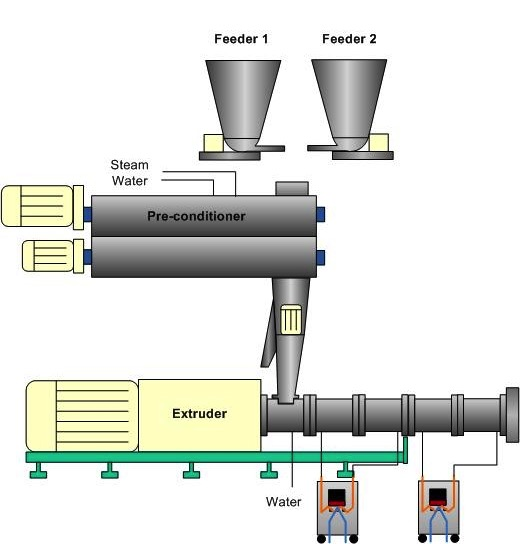 Feeder 1
Feeder 2
Steam
Water
Pre-conditioner
Extruder
Water